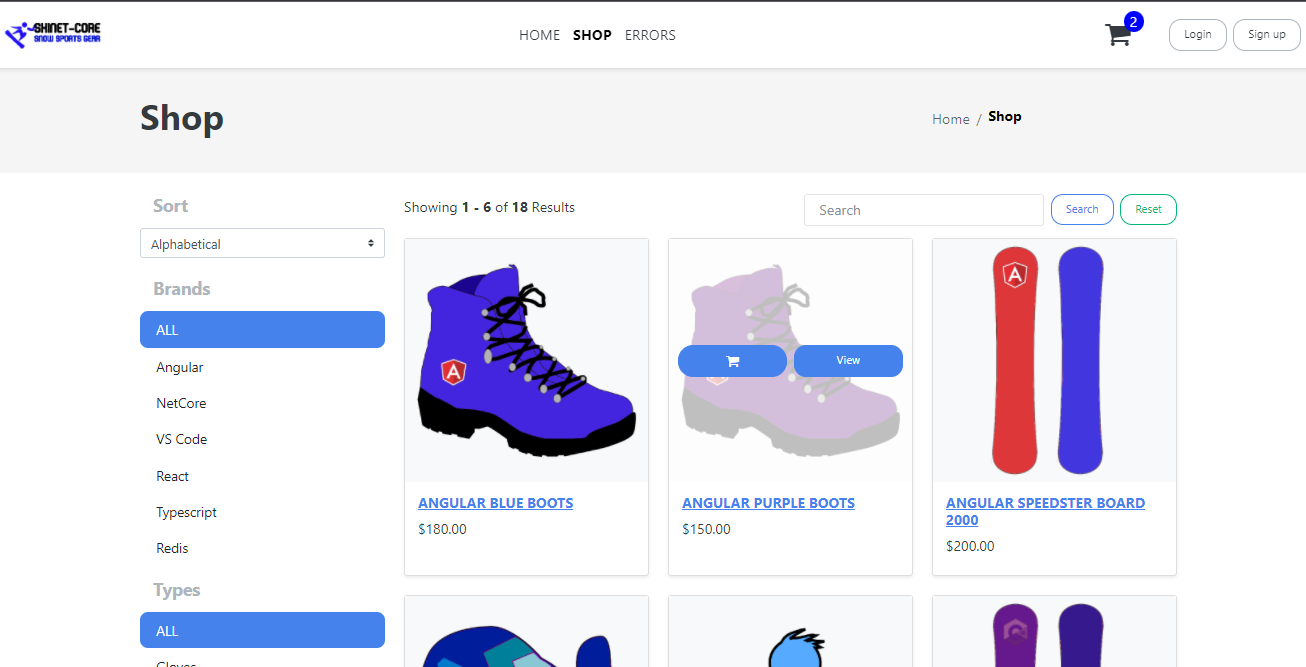 SHINET-CORE
SNOW SPORTS GEAR
HOME SHOP ERRORS
2
Login
Sign up
Shop
Home / Shop
Sort
Alphabetical
Brands
ALL
Angular
NetCore
VS Code
React
Typescript
Redis
Types
ALL
Gloves
Showing 1 - 6 of 18 Results
Search
Search
Reset
A
ANGULAR BLUE BOOTS
$180.00
View
ANGULAR PURPLE BOOTS
$150.00
A
ANGULAR SPEEDSTER BOARD
2000
$200.00